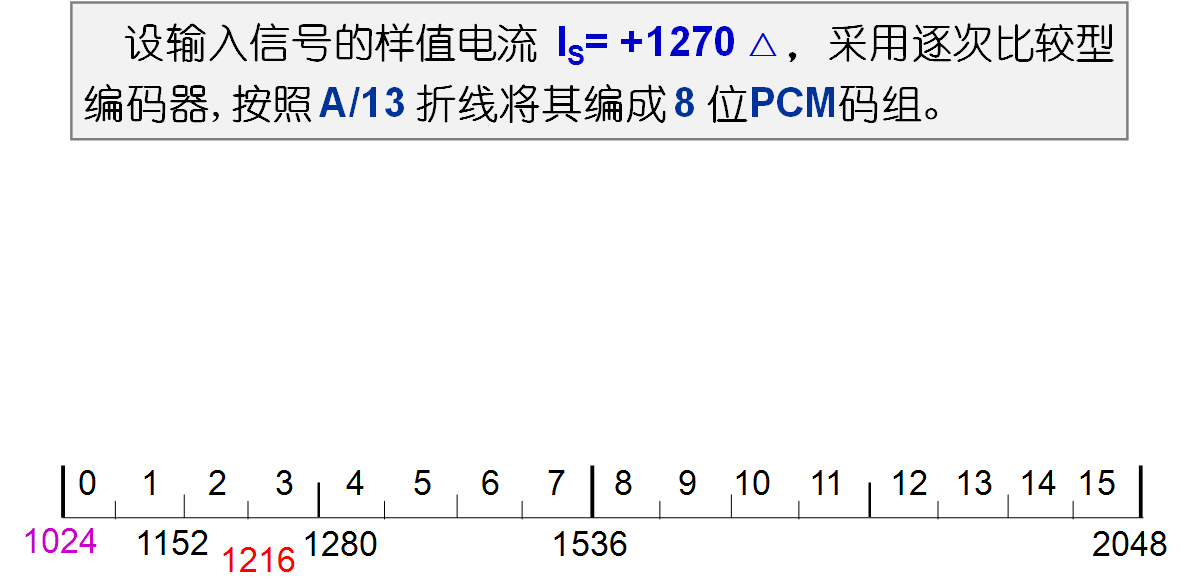 设输入信号的样值电流 Is= +1270 △，采用逐次比较型
编码器,按照A/13 折线将其编成8 位PCM码组。
0 1 2 3 4 5 6 7 8 9 10 11 12 13 14 15
1024 1152 1216 1280 1536 2048